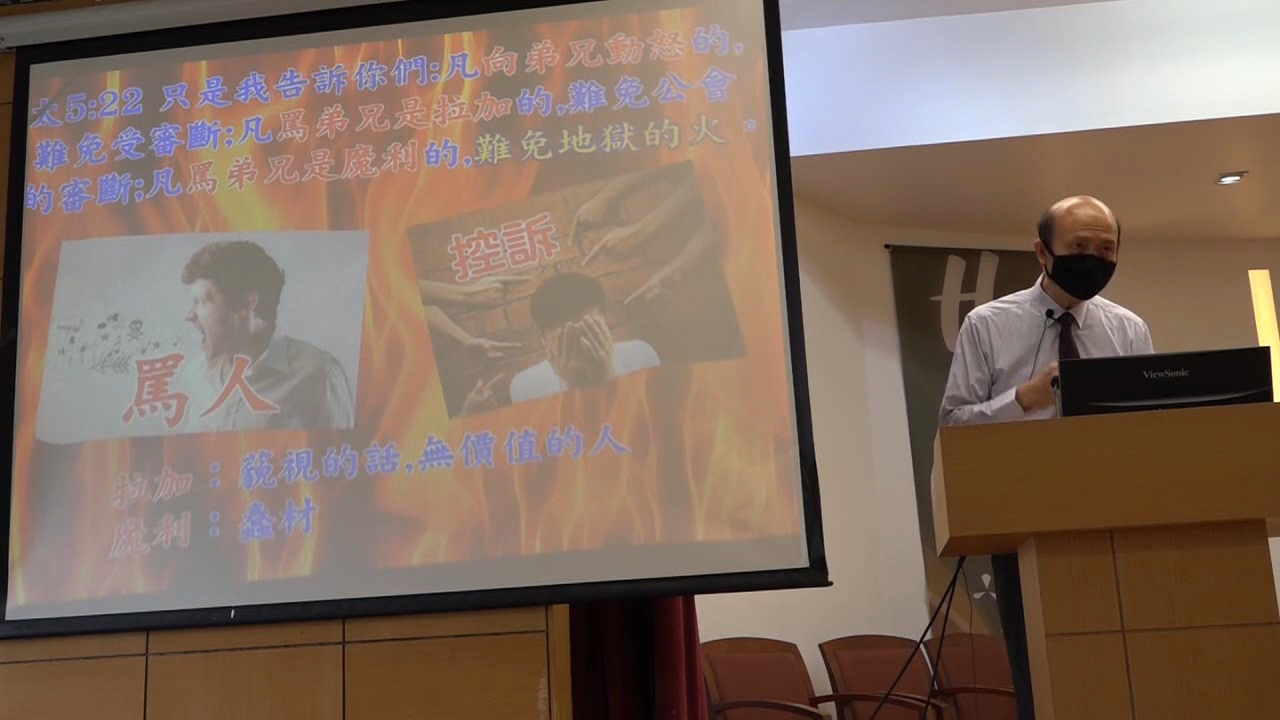 太5:22 只是我告訴你們:凡向弟兄動怒的,
難免受審斷;凡罵弟兄是拉加的,難免公會
的審斷;凡罵弟兄是魔利的,難免地獄的火。
控訴
罵人
拉加:藐視的話,無價值的人
魔利:蠢材
H
ViewSonic